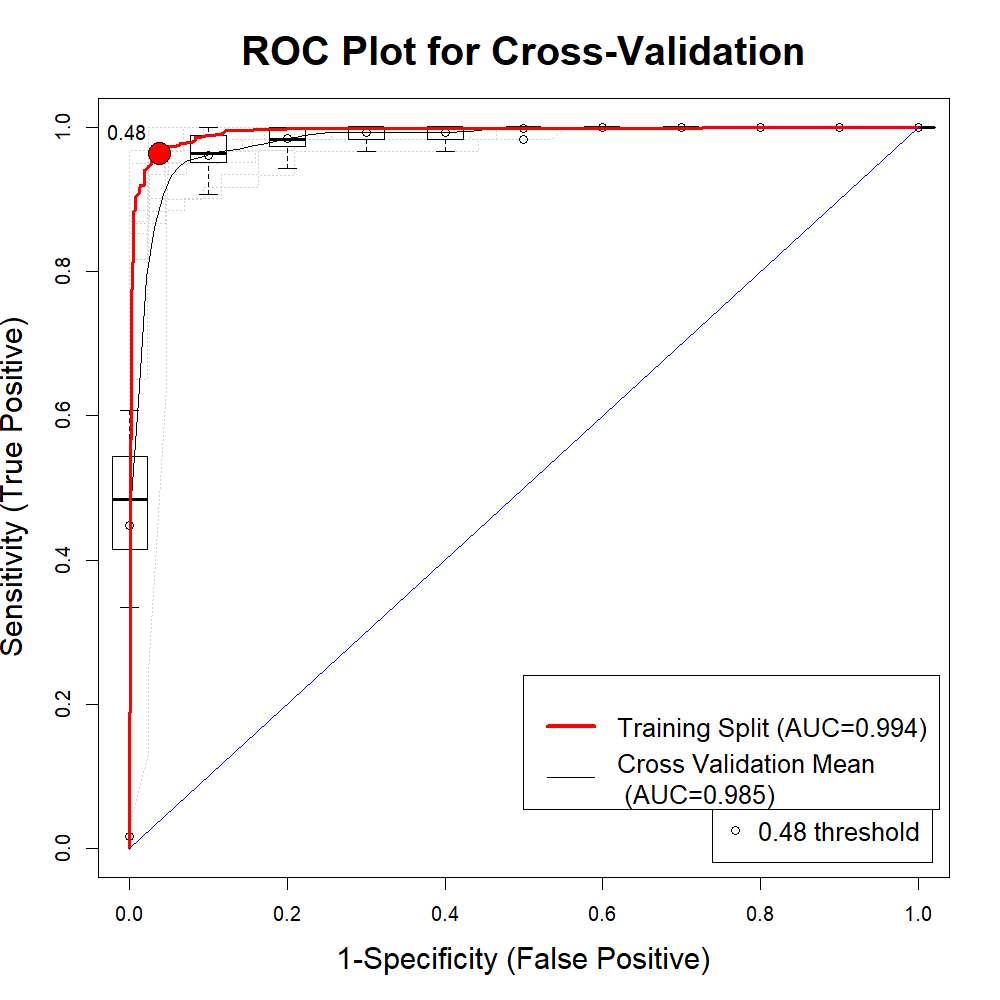 ROC Plot for Cross-Validation
0.48
1.0
0.8
0.6
0.4
0.2
0.0
Sensitivity (True Positive)
Training Split (AUC=0.994)
Cross Validation Mean
(AUC=0.985)
0.48 threshold
0.0 0.2 0.4 0.6 0.8 1.0
1-Specificity (False Positive)